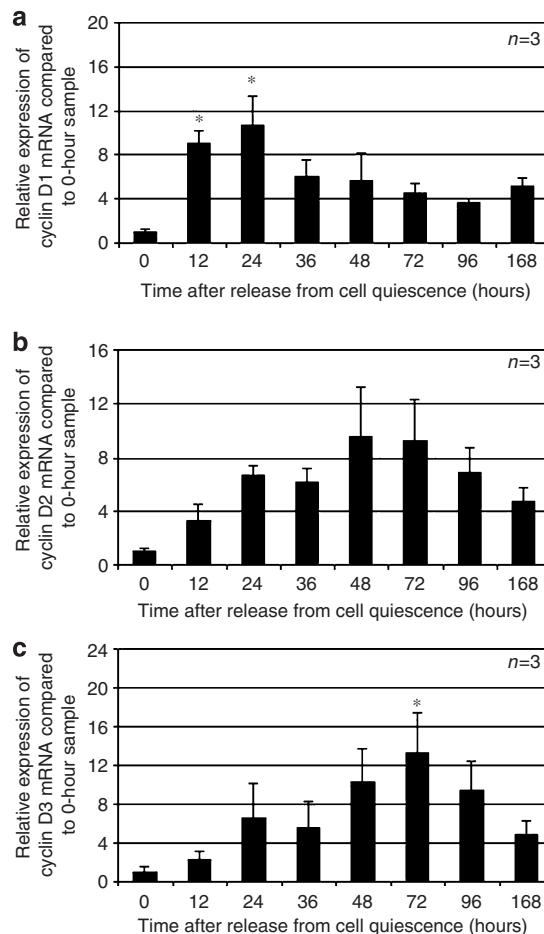 a
Relative expression of
cyclin D1 mRNA compared
to 0-hour sample
20
16
12
8
4
0
n=3
*
*
0 12 24 36 48 72 96 168
Time after release from cell quiescence (hours)
b
Relative expression of
cyclin D2 mRNA compared
to 0-hour sample
16
12
8
4
0
n=3
0 12 24 36 48 72 96 168
Time after release from cell quiescence (hours)
c
Relative expression of
cyclin D3 mRNA compared
to 0-hour sample
24
20
16
12
8
4
0
n=3
*
0 12 24 36 48 72 96 168
Time after release from cell quiescence (hours)